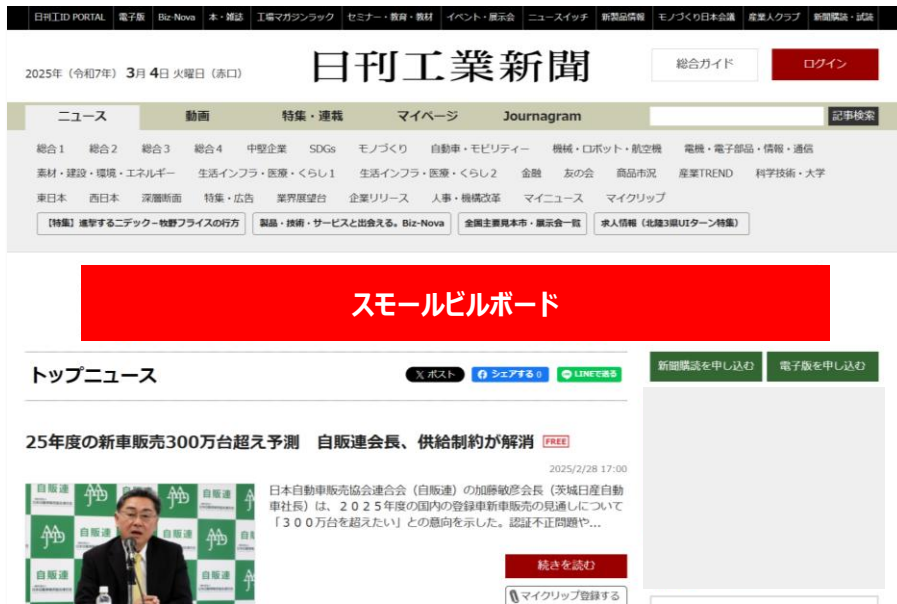 日刊工ID PORTAL 電子版 Biz-Nova 本・雑誌 工場マガジンラック セミナー・教育・教材 イベント・展示会 ニュースイッチ 新製品情報 モノづくり日本会議 産業人クラブ 新聞購読・試読
2025年（令和7年） 3月 4日 火曜日（赤口） 日刊工業新聞 総合ガイド ログイン
ニュース 動画 特集・連載 マイページ Journagram 記事検索
総合1 総合2 総合3 総合4 中堅企業 SDGs モノづくり 自動車・モビリティー 機械・ロボット・航空機 電機・電子部品・情報・通信
素材・建設・環境・エネルギー 生活インフラ・医療・くらし1 生活インフラ・医療・くらし2 金融 友の会 商品市況 産業TREND 科学技術・大学
東日本 西日本 深層断面 特集・広告 業界展望台 企業リリース 人事・機構改革 マイニュース マイクリップ
【特集】進撃するニデック―牧野フライスの行方 製品・技術・サービスと出会える。Biz-Nova 全国主要見本市・展示会一覧 求人情報（北陸3県UIターン特集）
スモールビルボード
トップニュース ポスト シェアする 0 LINEで送る 新聞購読を申し込む 電子版を申し込む
25年度の新車販売300万台超え予測 自販連会長、供給制約が解消 FREE
2025/2/28 17:00
日本自動車販売協会連合会（自販連）の加藤敏彦会長（茨城日産自動
車社長）は、２０２５年度の国内の登録車新車販売の見通しについて
「３００万台を超えたい」との意向を示した。認証不正問題や...
自販連 自販連
自販連 自販連
自販連 自販連
続きを読む
マイクリップ登録する